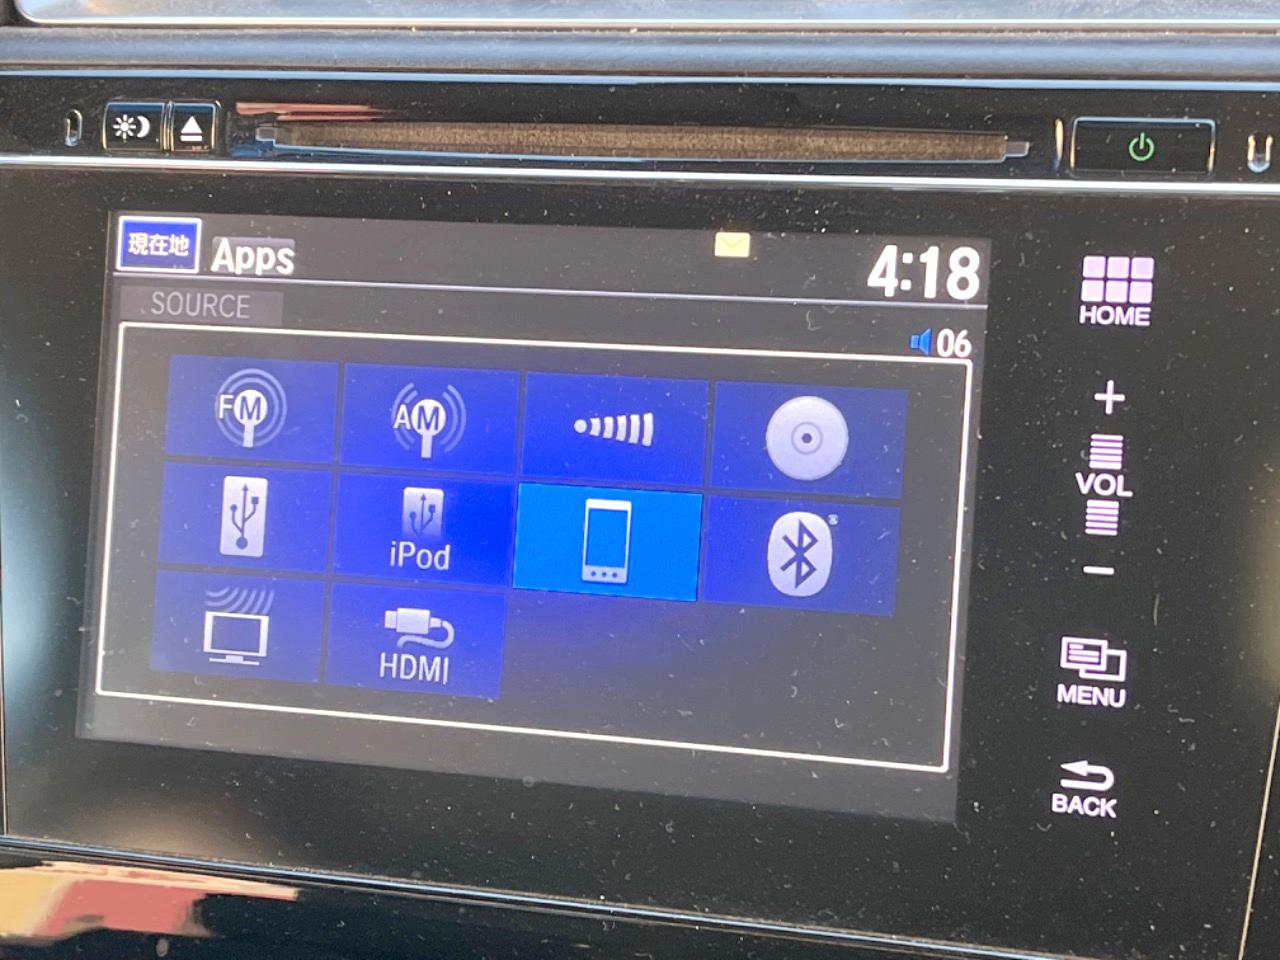 現在地 Apps 4:18
SOURCE
06
FM AM
iPod
HDMI
HOME
+
VOL
−
MENU
BACK